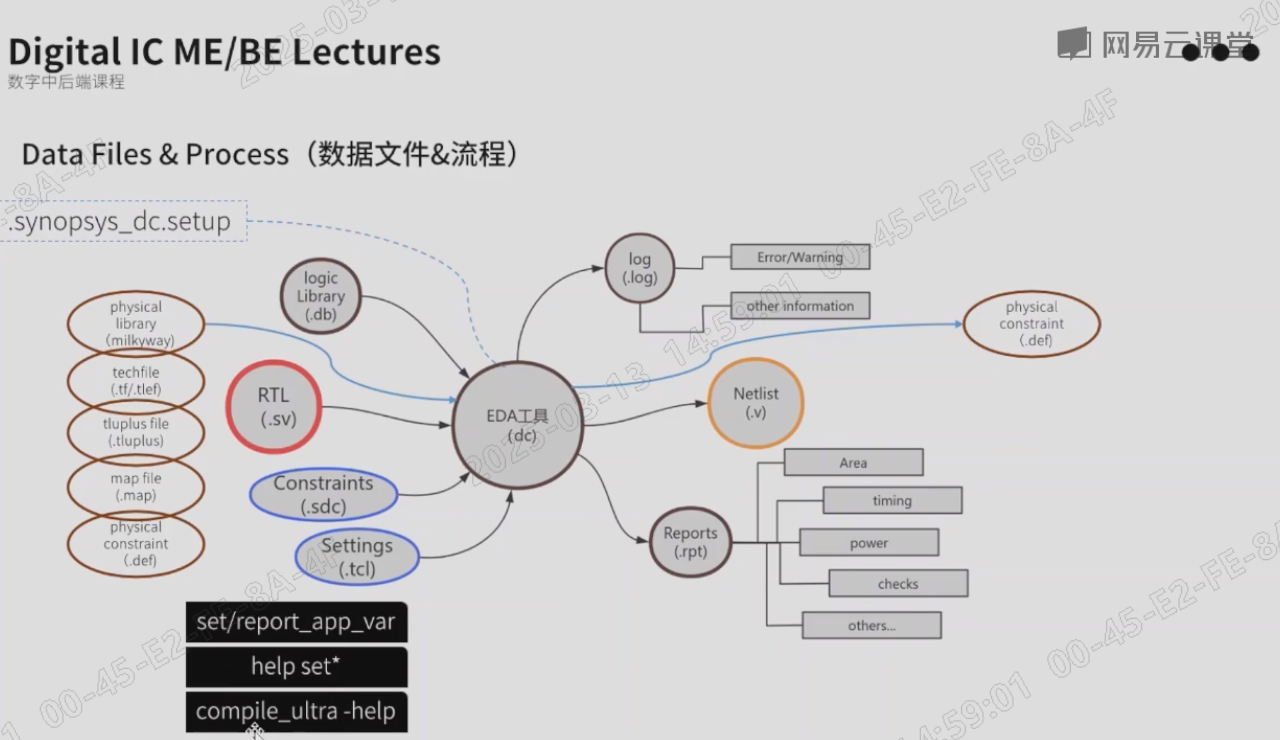 Digital IC ME/BE Lectures
数字中后端课程
网易云课堂
Data Files & Process（数据文件&流程）
.synopsys_dc.setup
logic
Library
(.db)
physical
library
（milkyway)
techfile
(.tf/.tlef)
tluplus file
(.tluplus)
map file
(.map)
physical
constraint
（.def)
RTL
(.sv)
Constraints
(.sdc)
Settings
(.tcl)
EDA工具
（dc)
log
(.log)
Error/Warning
other information
physical
constraint
（.def)
Netlist
(.v)
Reports
(.rpt)
Area
timing
power
checks
others...
set/report_app_var
help set*
compile_ultra -help
2025-03-13 14:59:01 00-45-E2-FE-8A-4F